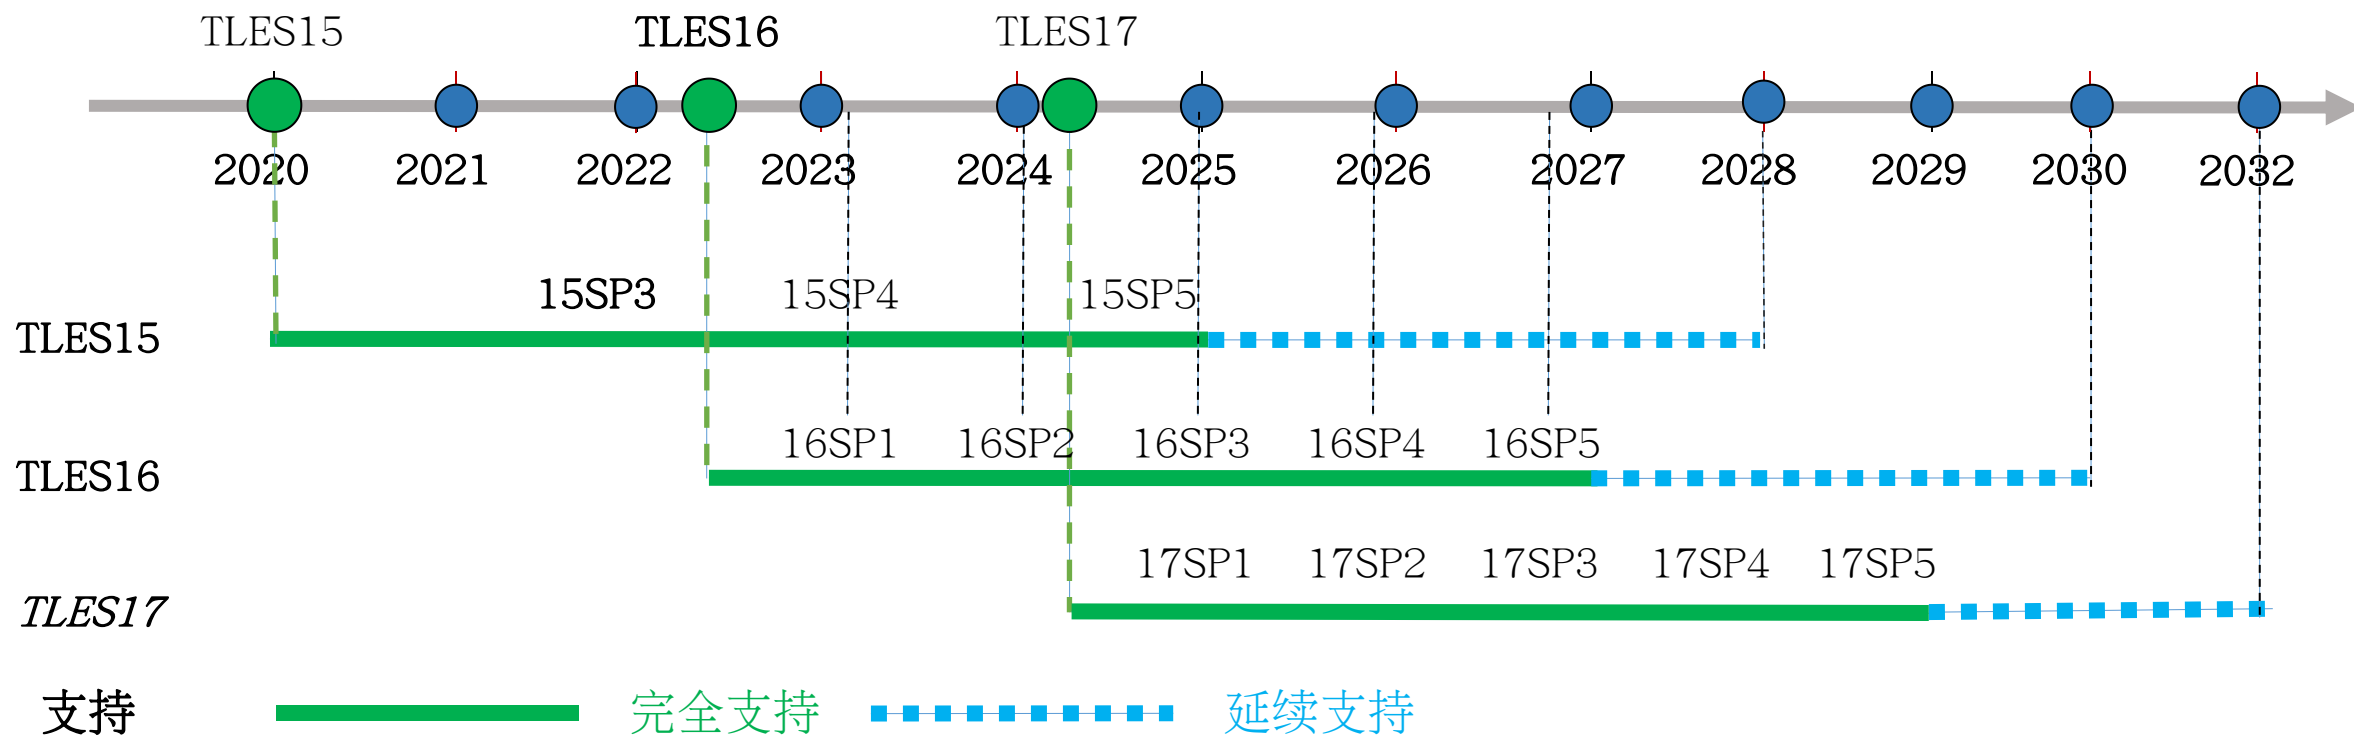 TLES15 TLES16 TLES17
2020 2021 2022 2023 2024 2025 2026 2027 2028 2029 2030 2032
15SP3 15SP4 15SP5
TLES15
16SP1 16SP2 16SP3 16SP4 16SP5
TLES16
17SP1 17SP2 17SP3 17SP4 17SP5
TLES17
支持 完全支持 延续支持